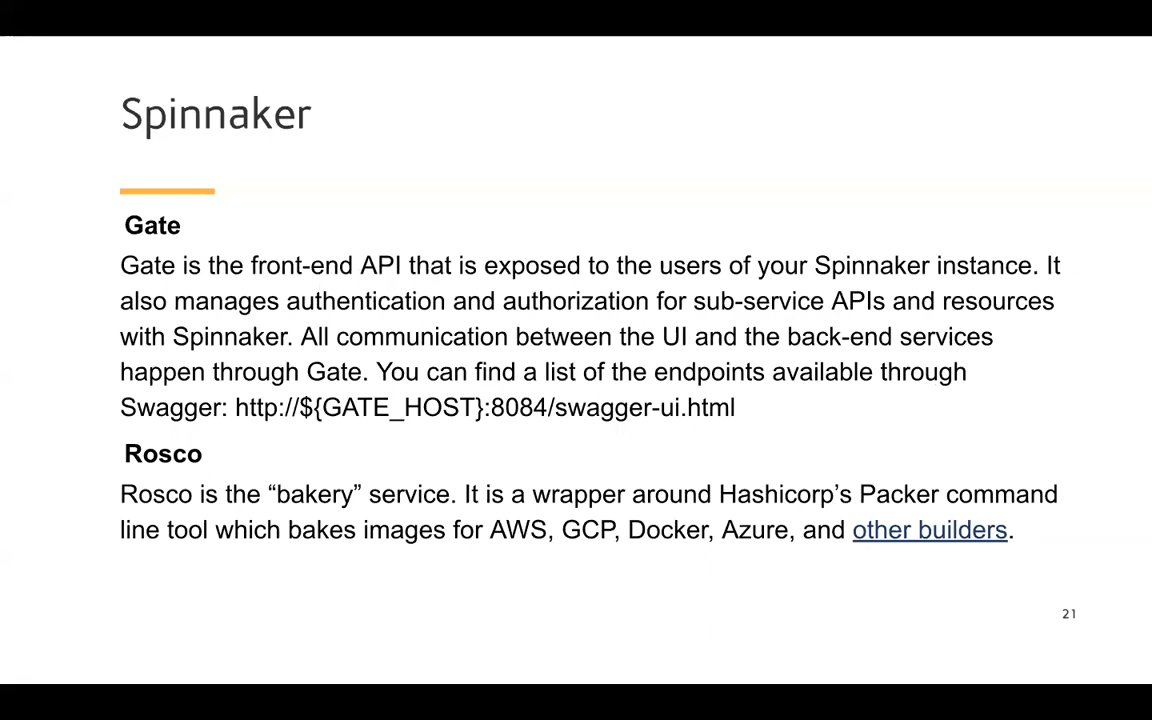 Spinnaker
Gate
Gate is the front-end API that is exposed to the users of your Spinnaker instance. It
also manages authentication and authorization for sub-service APIs and resources
with Spinnaker. All communication between the UI and the back-end services
happen through Gate. You can find a list of the endpoints available through
Swagger: http://${GATE_HOST}:8084/swagger-ui.html
Rosco
Rosco is the “bakery” service. It is a wrapper around Hashicorp’s Packer command
line tool which bakes images for AWS, GCP, Docker, Azure, and other builders.
21